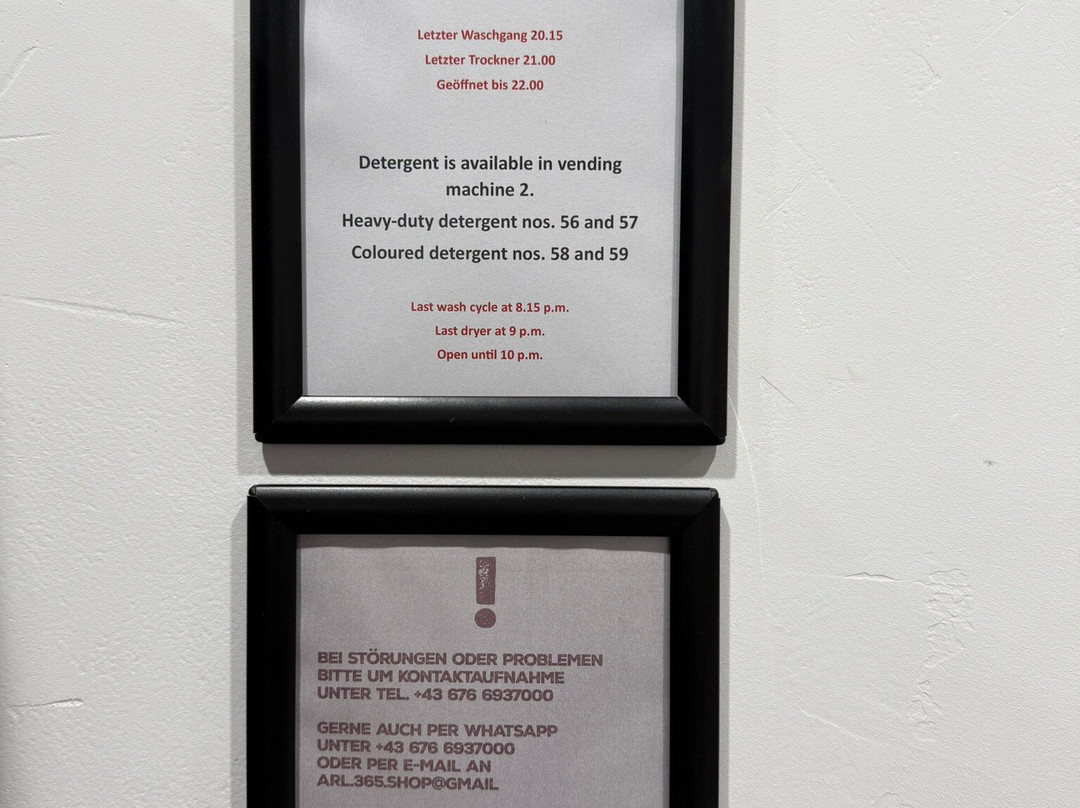 Letzter Waschgang 20.15
Letzter Trockner 21.00
Geöffnet bis 22.00
Detergent is available in vending
machine 2.
Heavy-duty detergent nos. 56 and 57
Coloured detergent nos. 58 and 59
Last wash cycle at 8.15 p.m.
Last dryer at 9 p.m.
Open until 10 p.m.
!
BEI STÖRUNGEN ODER PROBLEMEN
BITTE UM KONTAKTAUFNAHME
UNTER TEL. +43 676 6937000
GERNE AUCH PER WHATSAPP
UNTER +43 676 6937000
ODER PER E-MAIL AN
ARL.365.SHOP@GMAIL